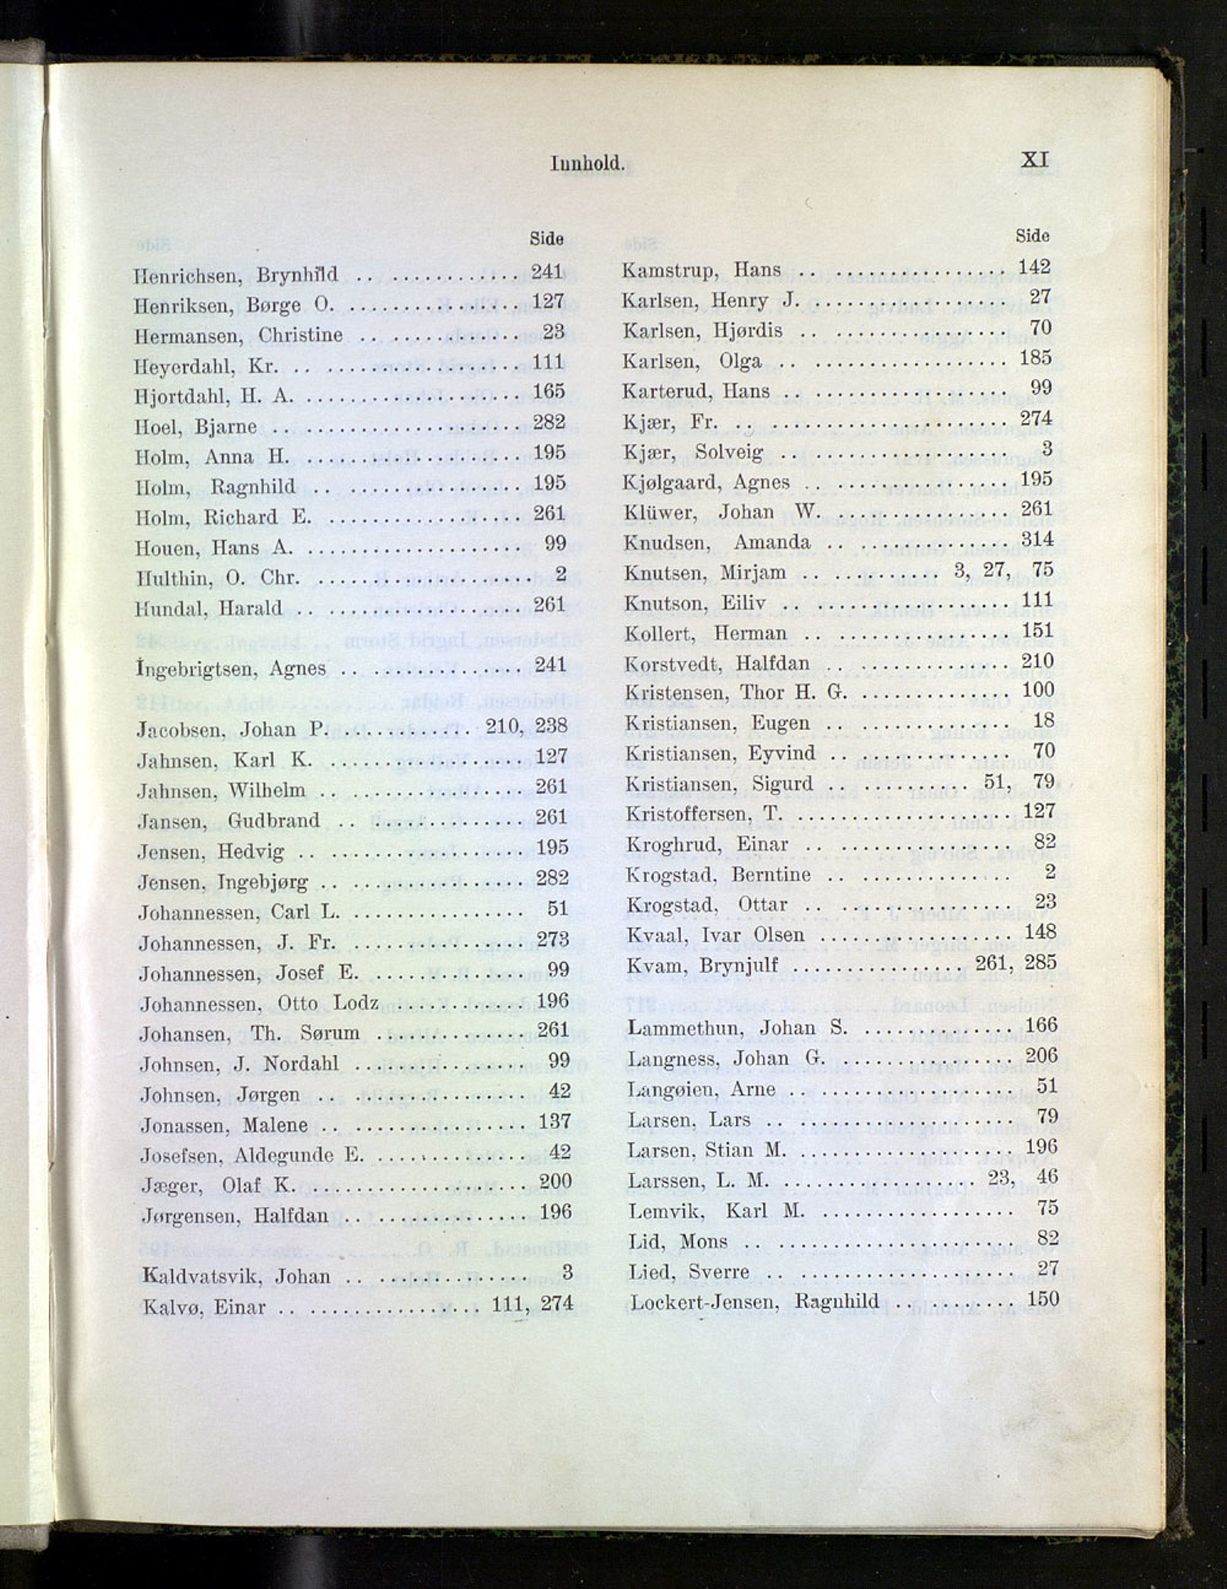 Innhold. XI
Side
Henrichsen, Brynhild .. ............ 241
Henriksen, Børge O. ................. 127
Hermansen, Christine .. ............ 23
Heyerdahl, Kr. .. ................... 111
Hjortdahl, H. A. .................... 165
Hoel, Bjarne .. ..................... 282
Holm, Anna H. .................... 195
Holm, Ragnhild .. ................ 195
Holm, Richard E. .................. 261
Houen, Hans A. .................... 99
Hulthin, O. Chr. .................... 2
Hundal, Harald .. .................. 261
Ingebrigtsen, Agnes .. .............. 241
Jacobsen, Johan P. ........... 210, 238
Jahnsen, Karl K. .................. 127
Jahnsen, Wilhelm .. ................ 261
Jansen, Gudbrand .. ............... 261
Jensen, Hedvig .. .................. 195
Jensen, Ingebjørg .. ................ 282
Johannessen, Carl L. ............... 51
Johannessen, J. Fr. ................ 273
Johannessen, Josef E. .............. 99
Johannessen, Otto Lodz ............ 196
Johansen, Th. Sørum .............. 261
Johnsen, J. Nordahl ............... 99
Johnsen, Jørgen .. ................ 42
Jonassen, Malene .. ............... 137
Josefsen, Aldegunde E. ............. 42
Jæger, Olaf K. .................... 200
Jørgensen, Halfdan .. .............. 196
Kaldvatsvik, Johan .. .............. 3
Kalvø, Einar .. ................ 111, 274
Side
Kamstrup, Hans .. ................ 142
Karlsen, Henry J. .................. 27
Karlsen, Hjørdis .. ................ 70
Karlsen, Olga .. .................. 185
Karterud, Hans .. ................. 99
Kjær, Fr. .. ...................... 274
Kjær, Solveig .. .................. 3
Kjølgaard, Agnes .. ............... 195
Klüwer, Johan W. ................. 261
Knudsen, Amanda .. .............. 314
Knutsen, Mirjam .. ........... 3, 27, 75
Knutson, Eiliv .. .................. 111
Kollert, Herman .. ................ 151
Korstvedt, Halfdan .. .............. 210
Kristensen, Thor H. G. .............. 100
Kristiansen, Eugen .. .............. 18
Kristiansen, Eyvind .. .............. 70
Kristiansen, Sigurd .. .......... 51, 79
Kristoffersen, T. ................... 127
Kroghrud, Einar .. ................ 82
Krogstad, Berntine .. .............. 2
Krogstad, Ottar .. ................ 23
Kvaal, Ivar Olsen ................. 148
Kvam, Brynjulf ................ 261, 285
Lammethun, Johan S. .............. 166
Langness, Johan G. ................ 206
Langøien, Arne .................... 51
Larsen, Lars .. ................... 79
Larsen, Stian M. ................... 196
Larssen, L. M. ................. 23, 46
Lemvik, Karl M. .................. 75
Lid, Mons .. ..................... 82
Lied, Sverre .. .................... 27
Lockert-Jensen, Ragnhild .. ......... 150